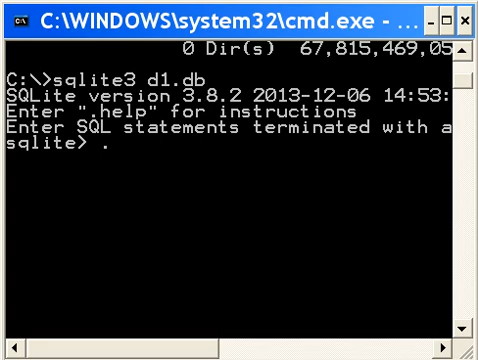 C:\WINDOWS\system32\cmd.exe - ...
0 Dir(s) 67,815,469,05
C:\>sqlite3 d1.db
SQLite version 3.8.2 2013-12-06 14:53:
Enter ".help" for instructions
Enter SQL statements terminated with a
sqlite> .